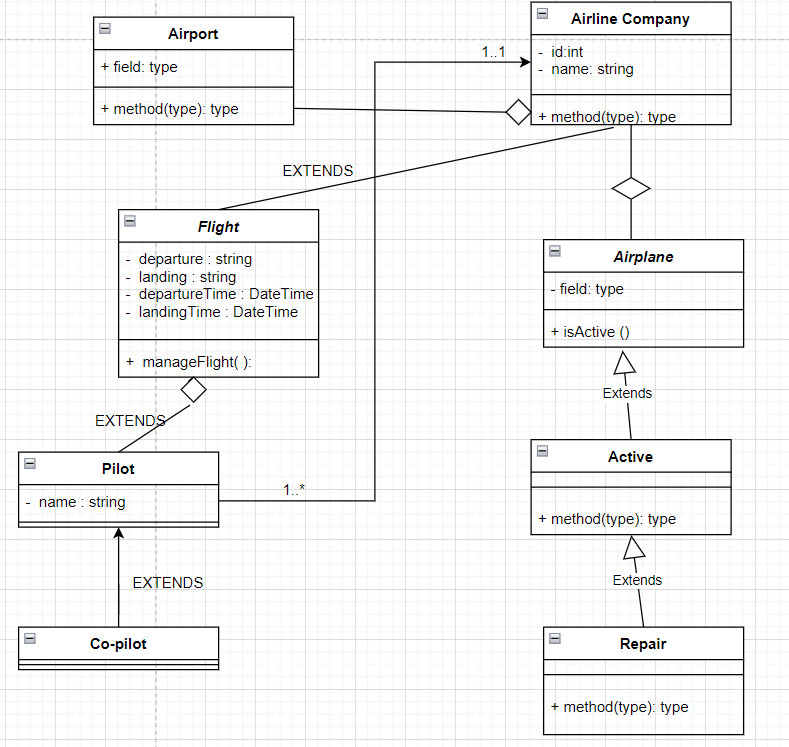 Airline Company
- id:int
- name: string
+ method(type): type
Airport
+ field: type
+ method(type): type
1..1
EXTENDS
Flight
- departure : string
- landing : string
- departureTime : DateTime
- landingTime : DateTime
+ manageFlight( ):
Airplane
- field: type
+ isActive ()
Extends
EXTENDS
Pilot
- name : string
1..*
Active
+ method(type): type
EXTENDS
Extends
Co-pilot
Repair
+ method(type): type